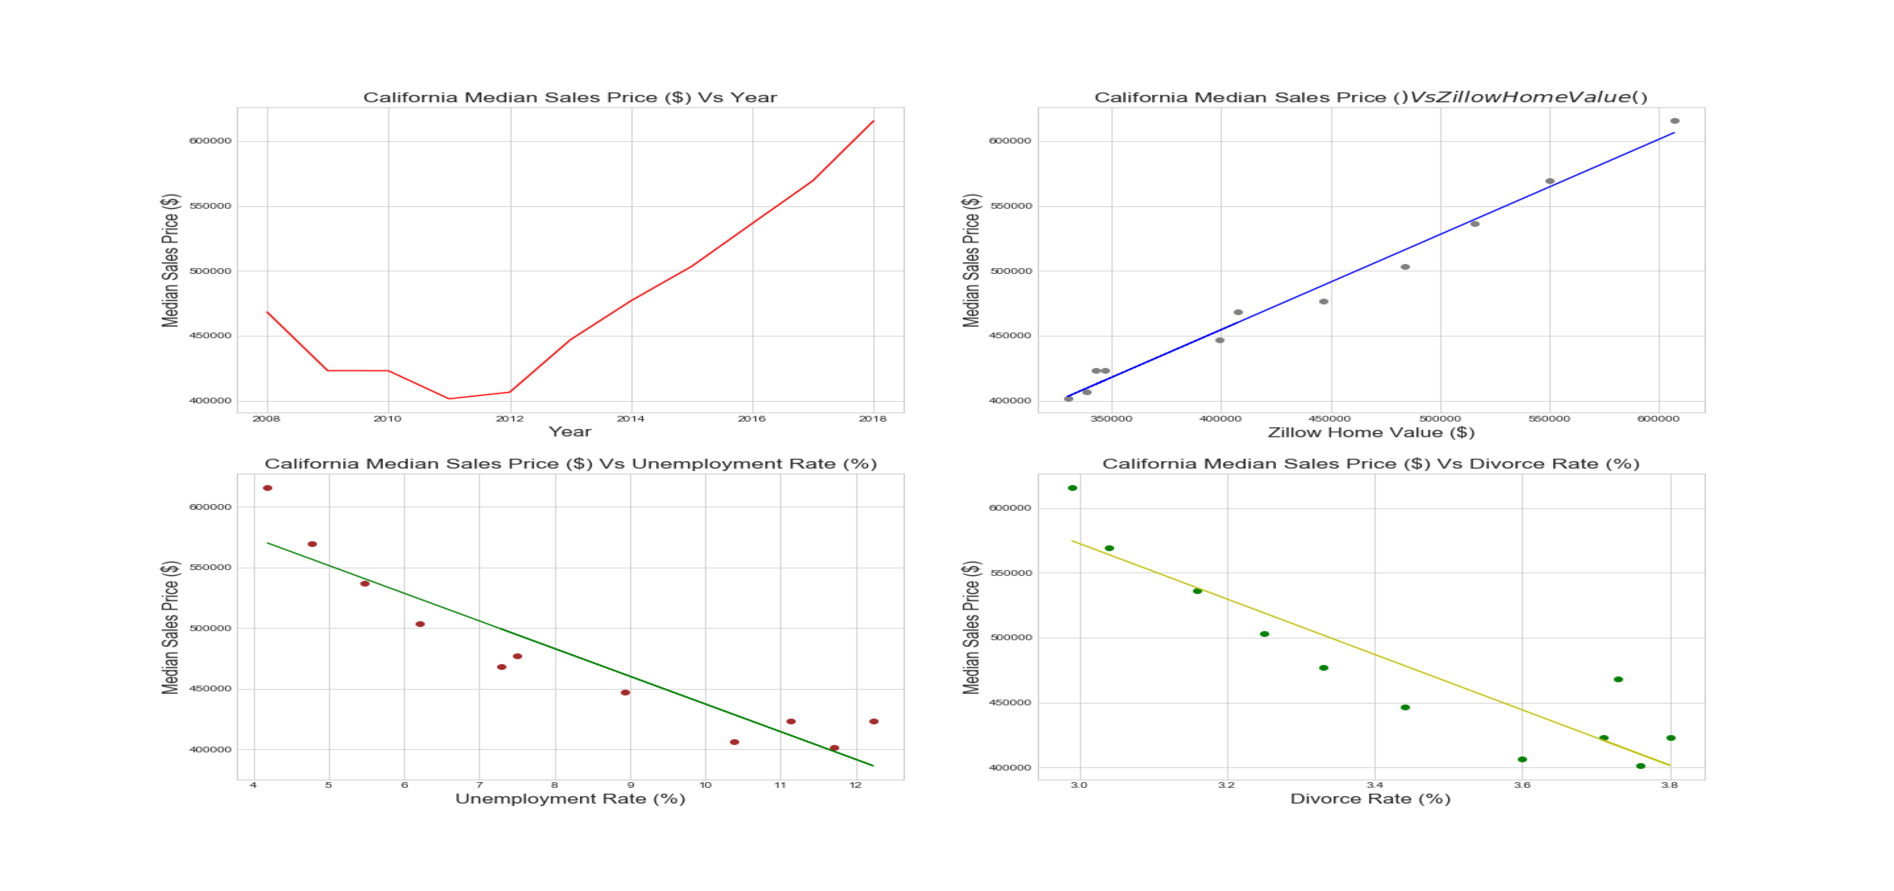 California Median Sales Price ($) Vs Year
600000
550000
500000
450000
400000
Median Sales Price ($)
2008 2010 2012 2014 2016 2018
Year
California Median Sales Price ()VsZillowHomeValue()
600000
550000
500000
450000
400000
Median Sales Price ($)
350000 400000 450000 500000 550000 600000
Zillow Home Value ($)
California Median Sales Price ($) Vs Unemployment Rate (%)
600000
550000
500000
450000
400000
Median Sales Price ($)
4 5 6 7 8 9 10 11 12
Unemployment Rate (%)
California Median Sales Price ($) Vs Divorce Rate (%)
600000
550000
500000
450000
400000
Median Sales Price ($)
3.0 3.2 3.4 3.6 3.8
Divorce Rate (%)